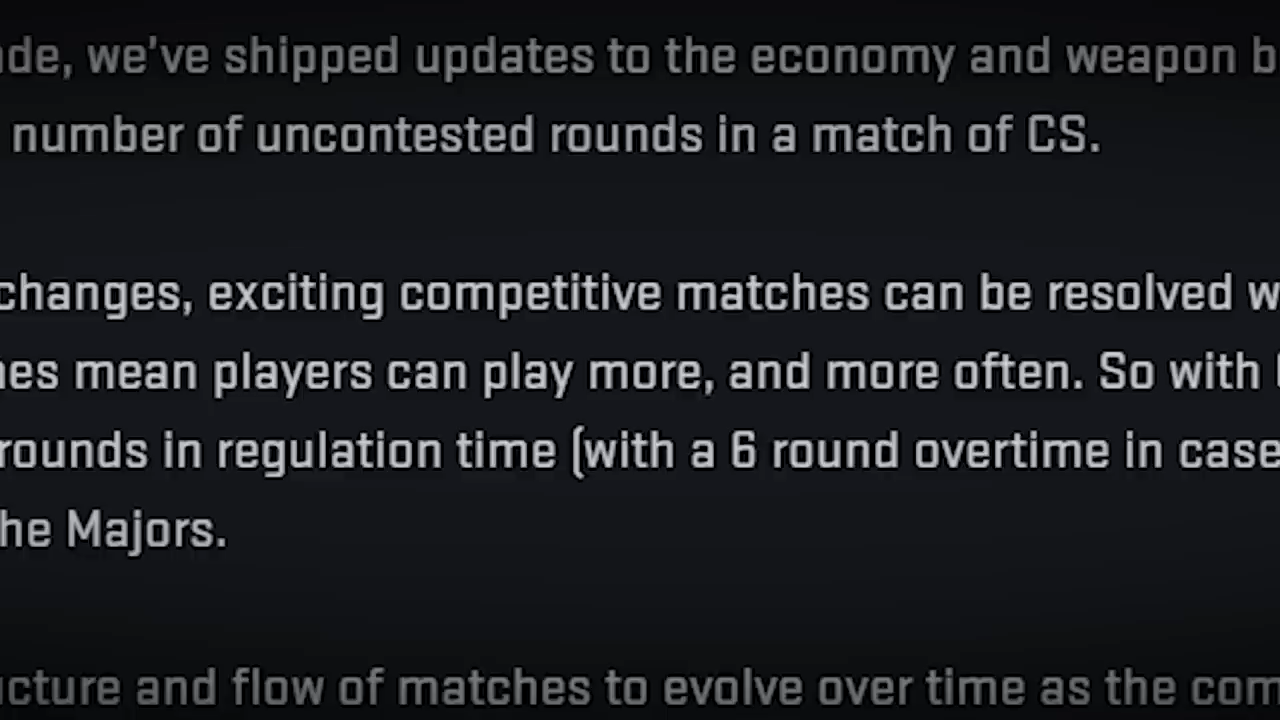 ade, we've shipped updates to the economy and weapon b
number of uncontested rounds in a match of CS.
changes, exciting competitive matches can be resolved w
hes mean players can play more, and more often. So with
rounds in regulation time (with a 6 round overtime in case
he Majors.
ucture and flow of matches to evolve over time as the com